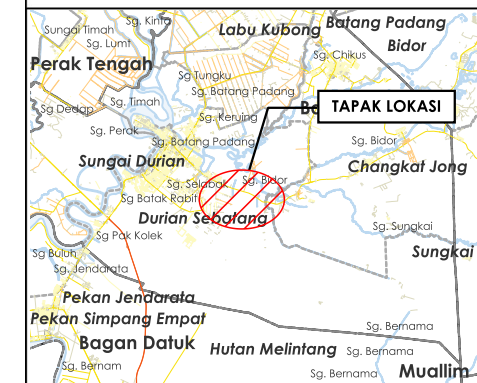 Sg. Kinta
Sungai Timah
Sg. Lumt
Labu Kubong
Batang Padang
Bidor
Sg. Chikus
Perak Tengah
Sg Tungku
Sg. Batang Padang
Sg Dedap
Sg. Timah
Sg. Keruing
TAPAK LOKASI
Sg. Perak
Sg. Batang Padang
Sg. Bidor
Sungai Durian
Changkat Jong
Sg. Selabak
Sg. Bidor
Sg Batak Rabit
Durian Sebatang
Sg. Sungkai
Sg Pak Kolek
Sungkai
Sg Buluh
Sg. Jendarata
Pekan Jendarata
Pekan Simpang Empat
Sg. Bernama
Bagan Datuk
Hutan Melintang
Sg. Bernama
Sg. Bernam
Sg. Bernama
Muallim